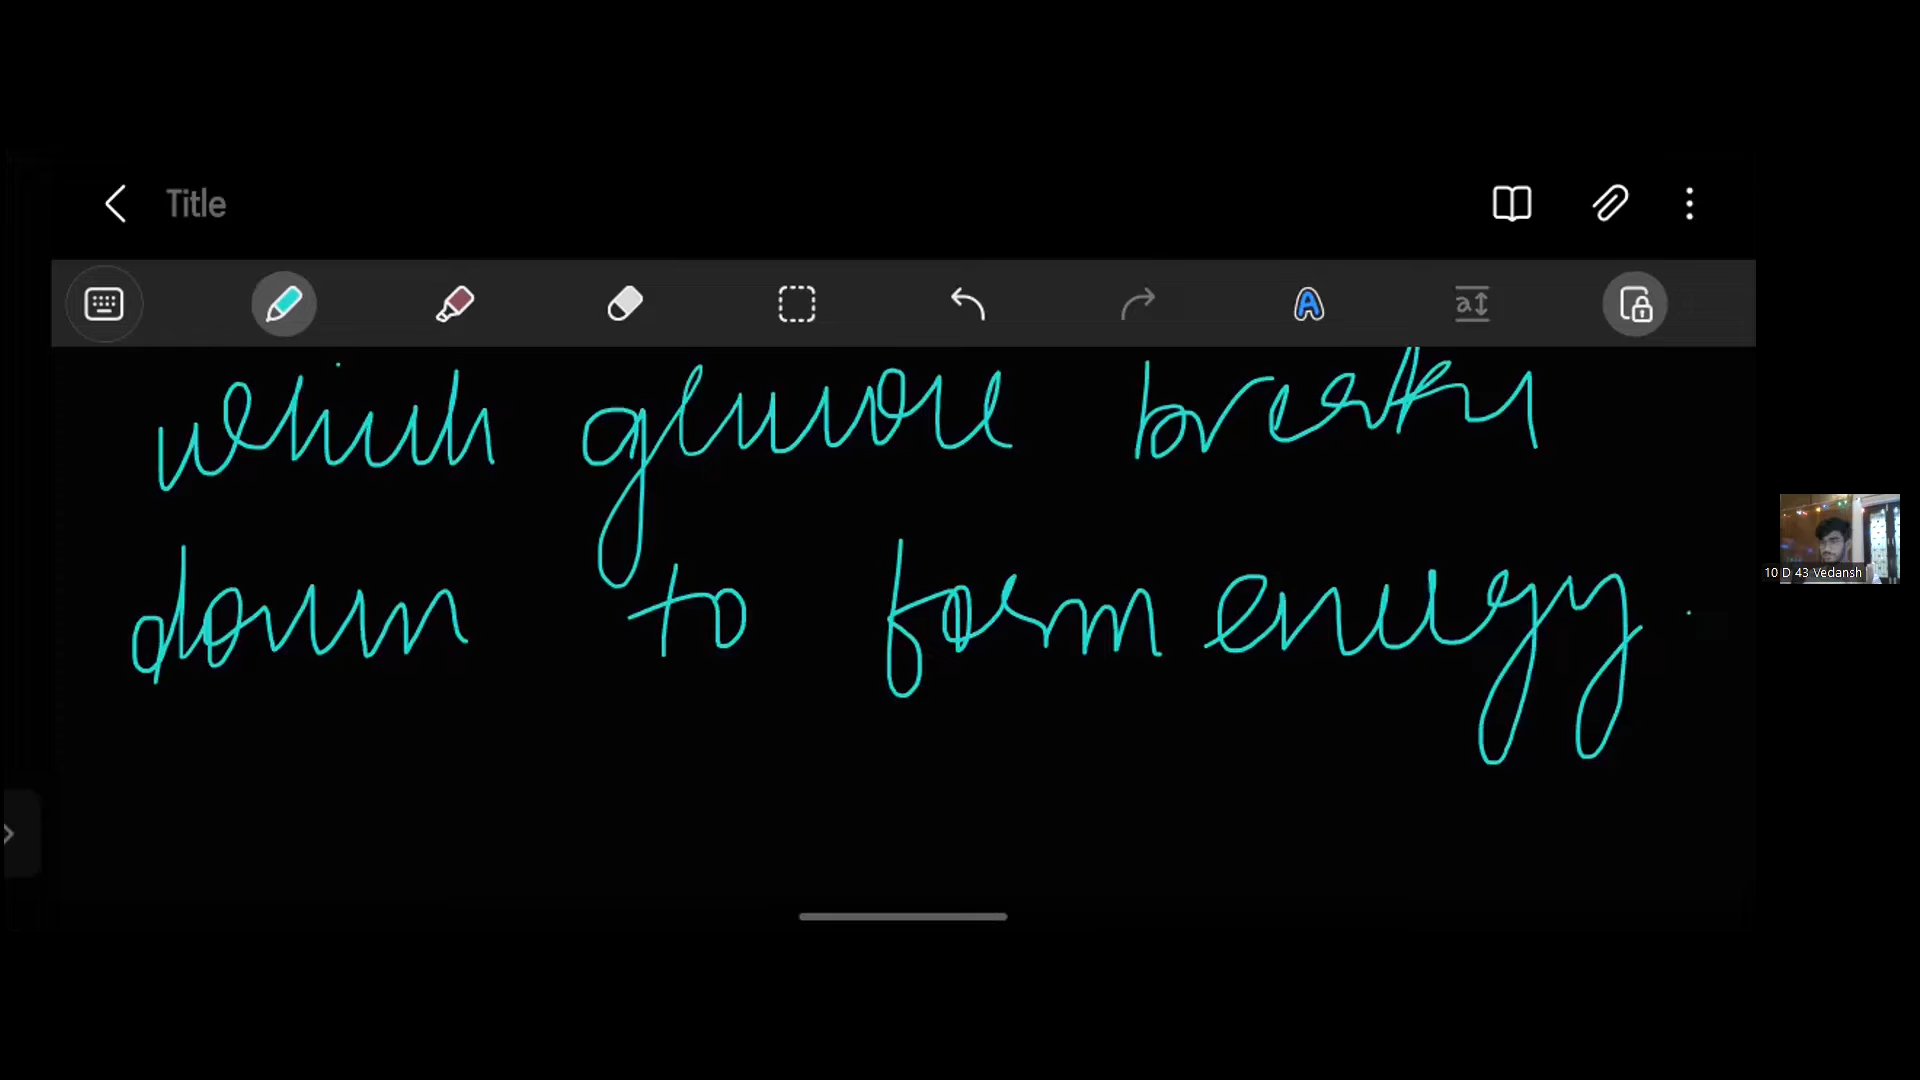 Title
which glucose breaks
down to form energy.
10 D 43 Vedansh